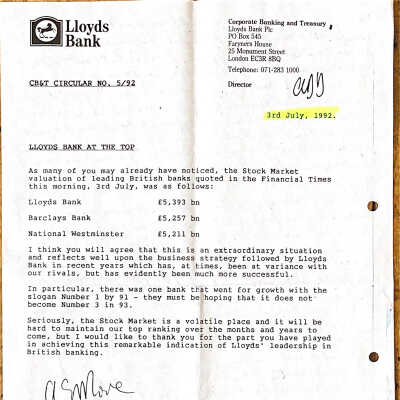 Lloyds
Bank
Corporate Banking and Treasury
Lloyds Bank Plc
PO Box 545
Faryners House
25 Monument Street
London EC3R 8BQ
Telephone: 071-283 1000
Director
CB&T CIRCULAR NO. 5/92
3rd July, 1992.
LLOYDS BANK AT THE TOP
As many of you may already have noticed, the Stock Market
valuation of leading British banks quoted in the Financial Times
this morning, 3rd July, was as follows:
Lloyds Bank £5,393 bn
Barclays Bank £5,257 bn
National Westminster £5,211 bn
I think you will agree that this is an extraordinary situation
and reflects well upon the business strategy followed by Lloyds
Bank in recent years which has, at times, been at variance with
our rivals, but has evidently been much more successful.
In particular, there was one bank that went for growth with the
slogan Number 1 by 91 - they must be hoping that it does not
become Number 3 in 93.
Seriously, the Stock Market is a volatile place and it will be
hard to maintain our top ranking over the months and years to
come, but I would like to thank you for the part you have played
in achieving this remarkable indication of Lloyds' leadership in
British banking.